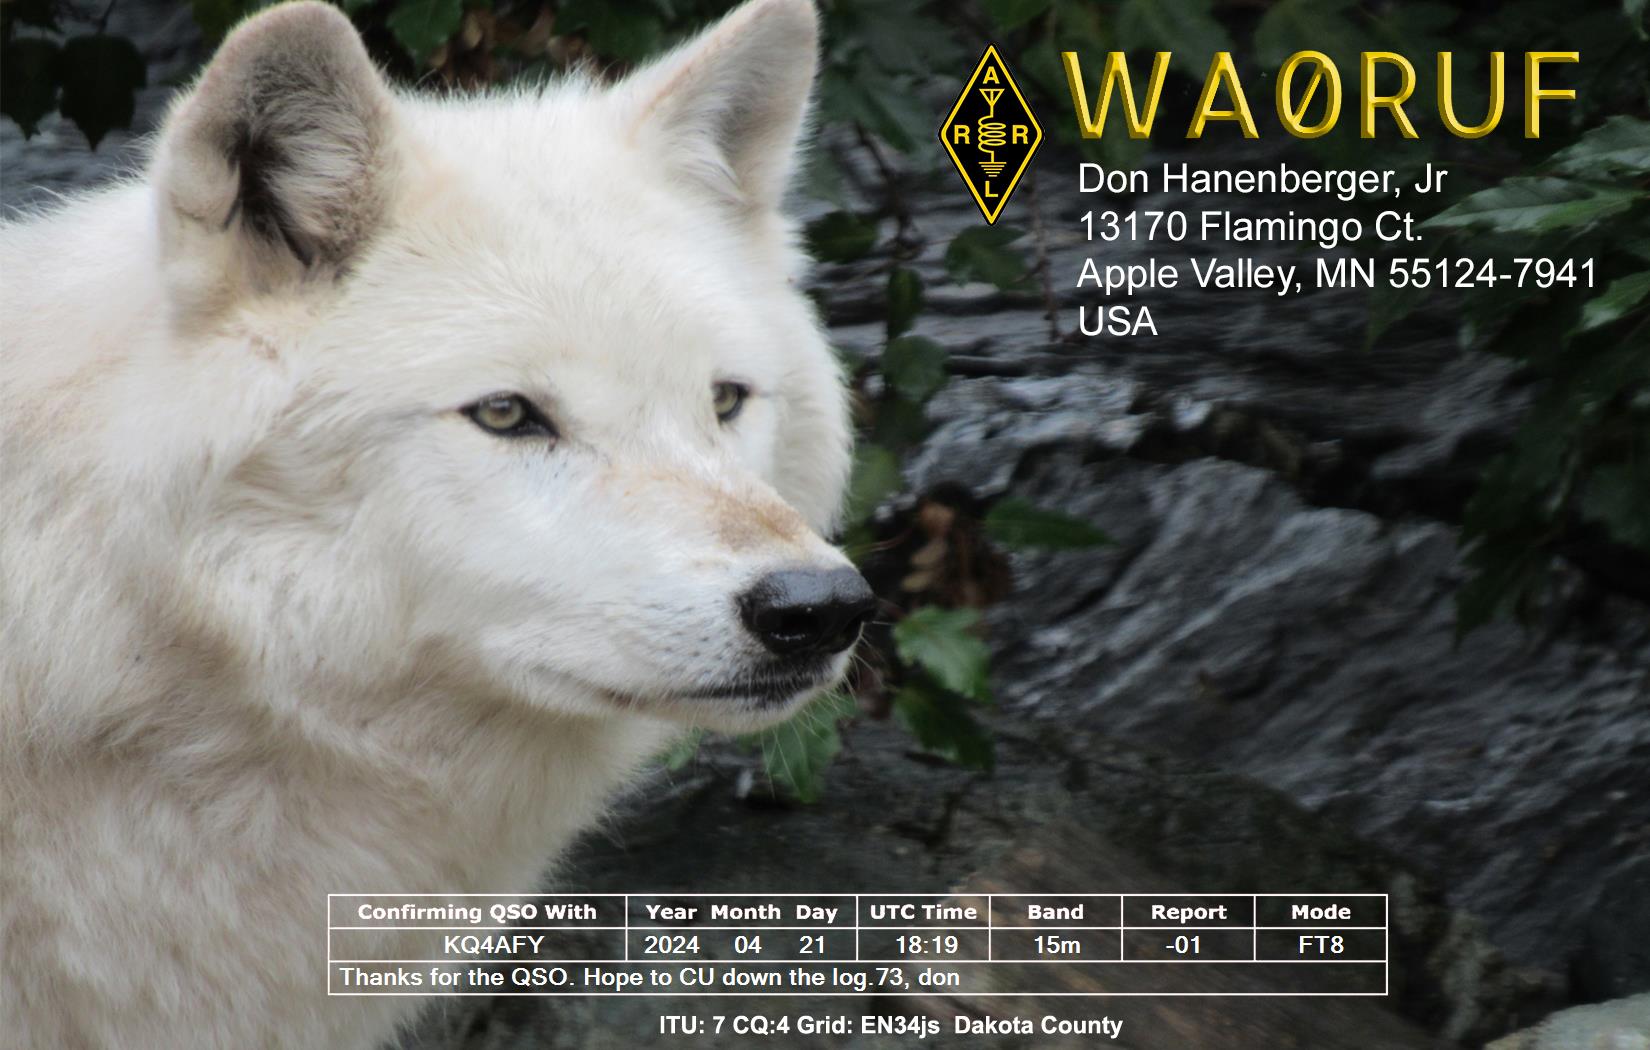 WA0RUF
A
R R
L
Don Hanenberger, Jr
13170 Flamingo Ct.
Apple Valley, MN 55124-7941
USA
Confirming QSO With Year Month Day UTC Time Band Report Mode
KQ4AFY 2024 04 21 18:19 15m -01 FT8
Thanks for the QSO. Hope to CU down the log.73, don
ITU: 7 CQ:4 Grid: EN34js Dakota County